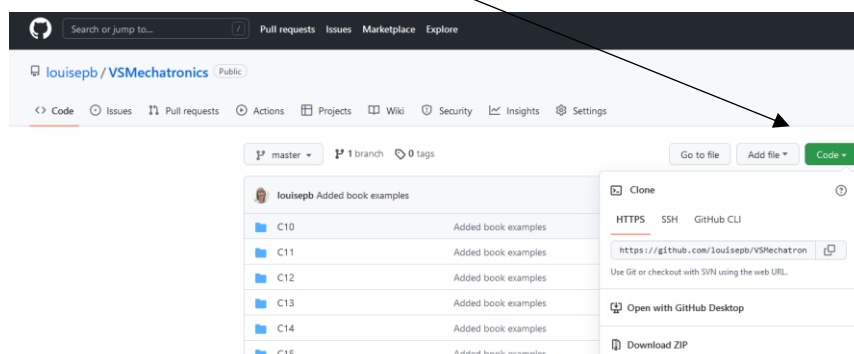 Search or jump to... / Pull requests Issues Marketplace Explore
louisepb / VSMechatronics Public
<> Code Issues Pull requests Actions Projects Wiki Security Insights Settings
master 1 branch 0 tags Go to file Add file Code
louisepb Added book examples
C10 Added book examples
C11 Added book examples
C12 Added book examples
C13 Added book examples
C14 Added book examples
C15 Added book examples
Clone
HTTPS SSH GitHub CLI
https://github.com/louisepb/VSMechatron
Use Git or checkout with SVN using the web URL.
Open with GitHub Desktop
Download ZIP